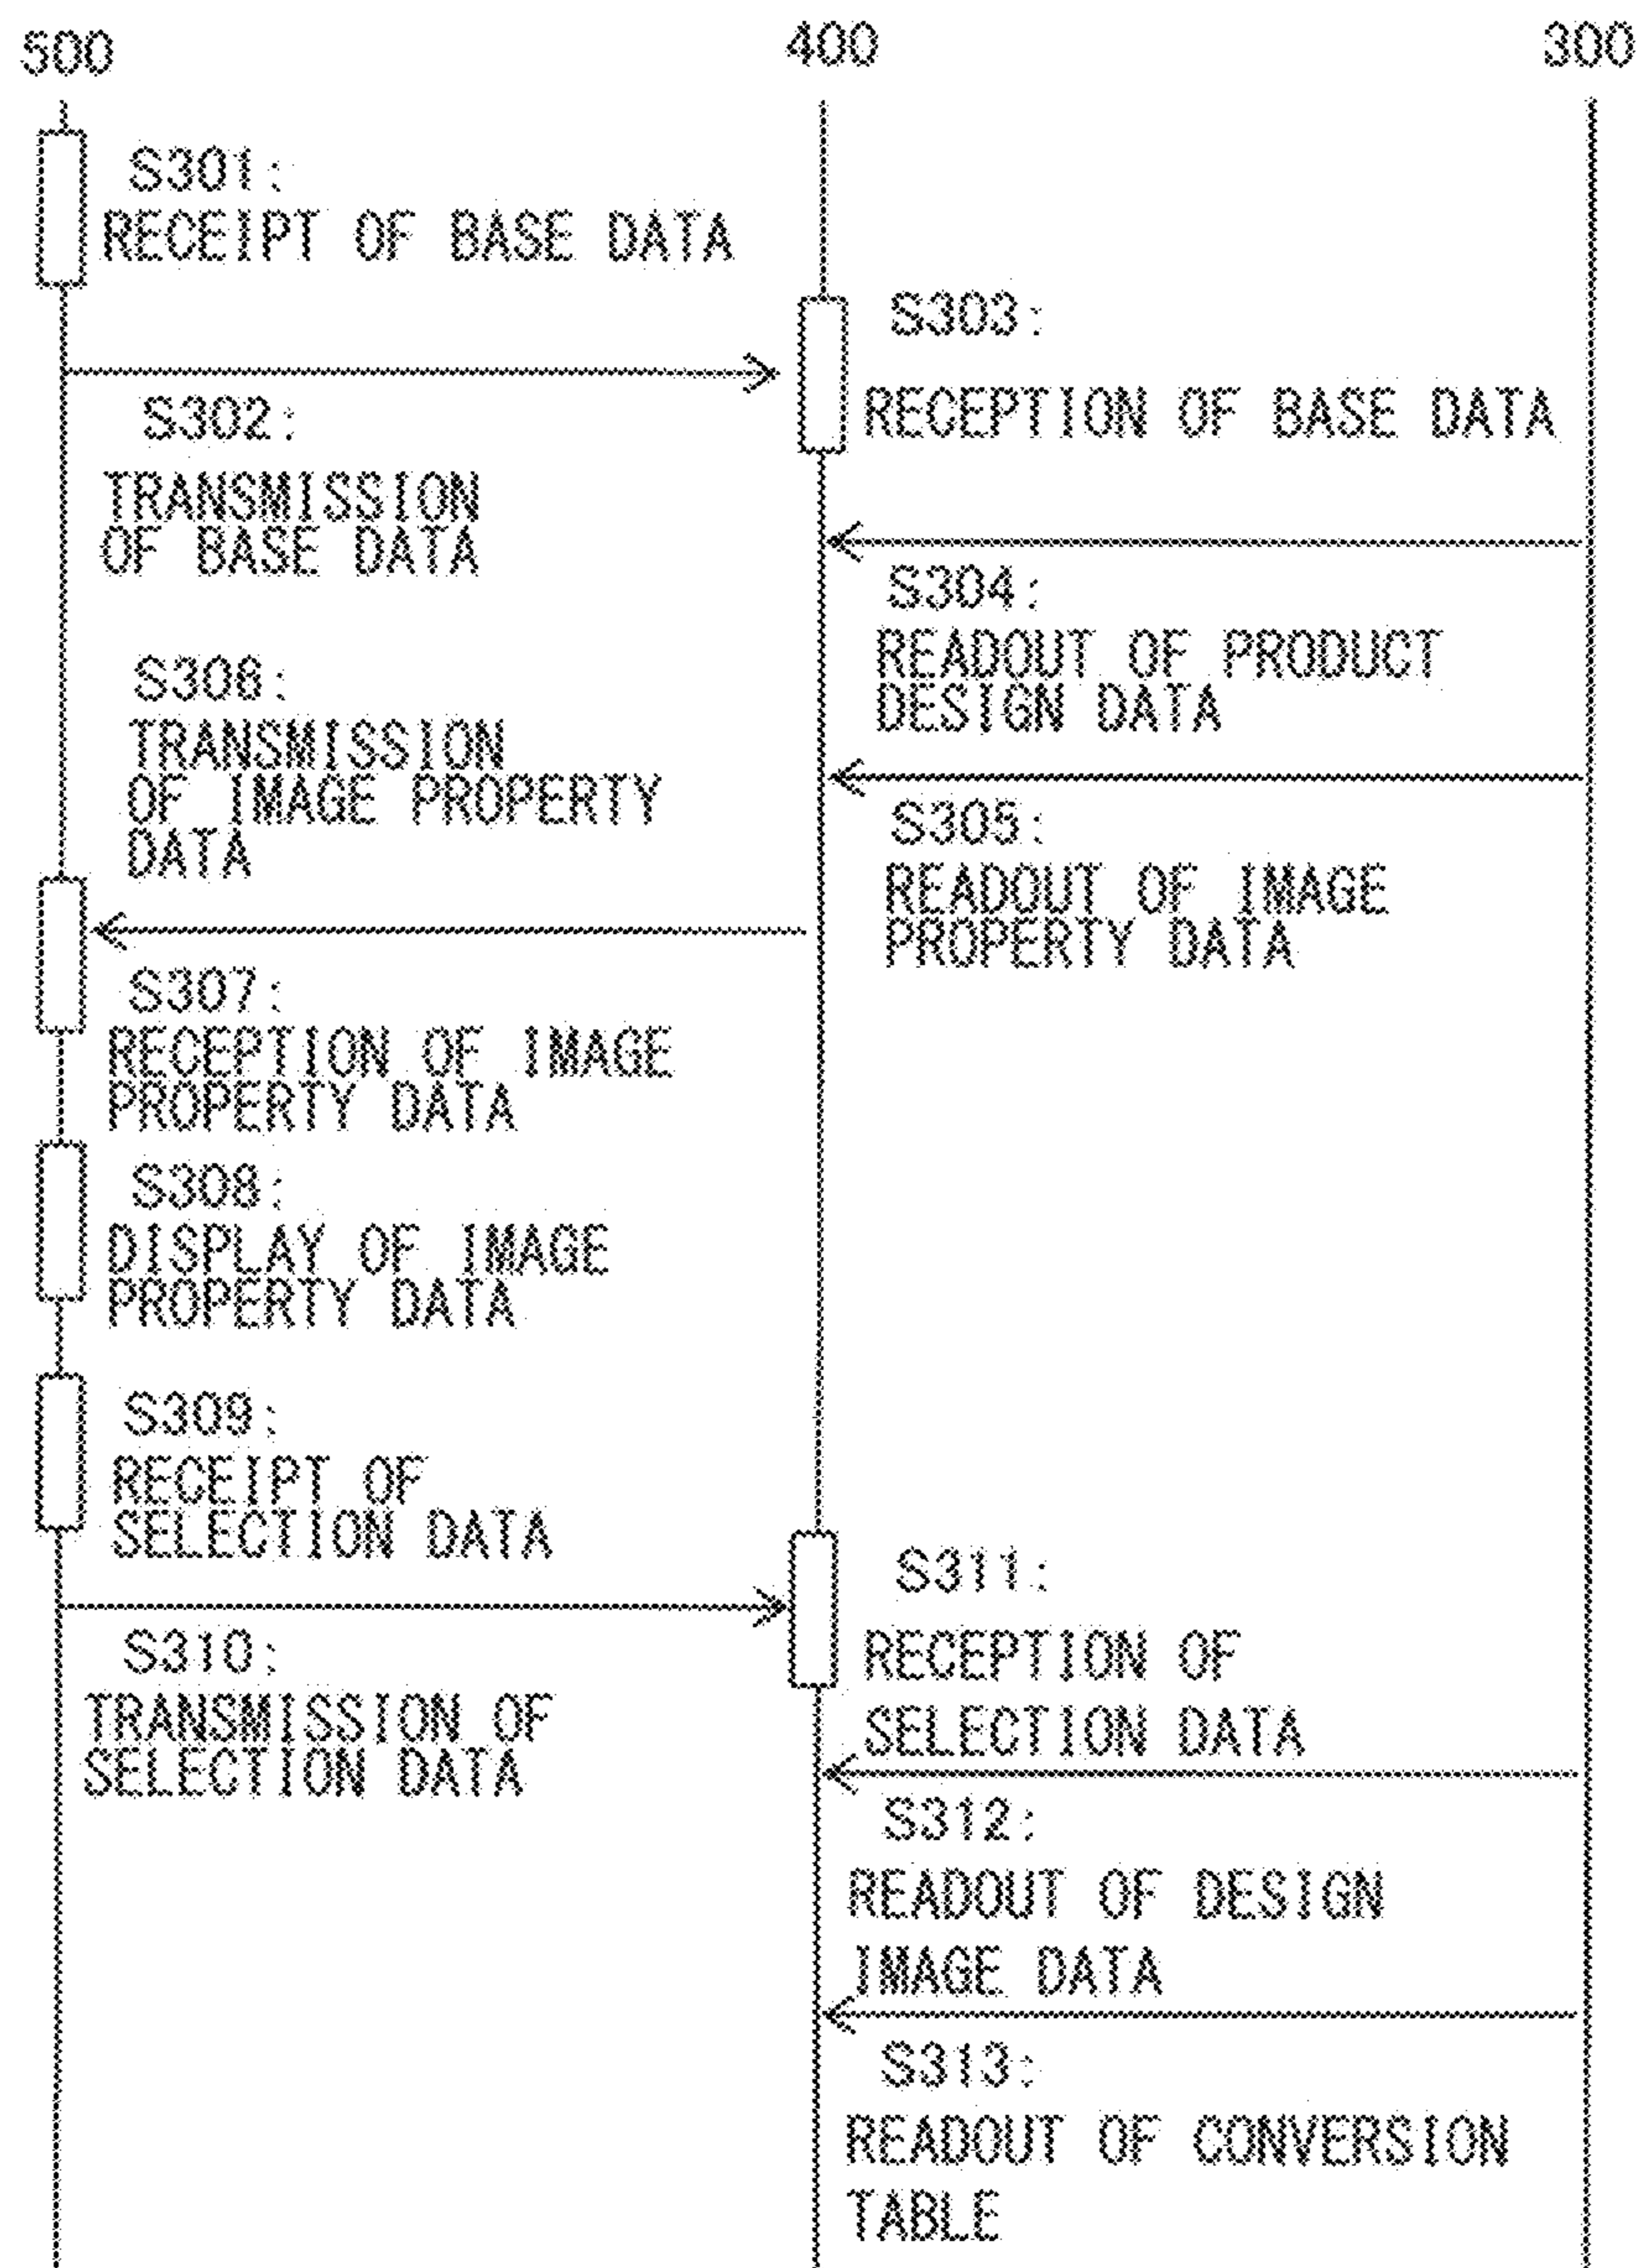 500
400
300
S301:
RECEIPT OF BASE DATA
S303:
RECEPTION OF BASE DATA
S302:
TRANSMISSION
OF BASE DATA
S304:
READOUT OF PRODUCT
DESIGN DATA
S306:
TRANSMISSION
OF IMAGE PROPERTY
DATA
S305:
READOUT OF IMAGE
PROPERTY DATA
S307:
RECEPTION OF IMAGE
PROPERTY DATA
S308:
DISPLAY OF IMAGE
PROPERTY DATA
S309:
RECEIPT OF
SELECTION DATA
S311:
RECEPTION OF
SELECTION DATA
S310:
TRANSMISSION OF
SELECTION DATA
S312:
READOUT OF DESIGN
IMAGE DATA
S313:
READOUT OF CONVERSION
TABLE